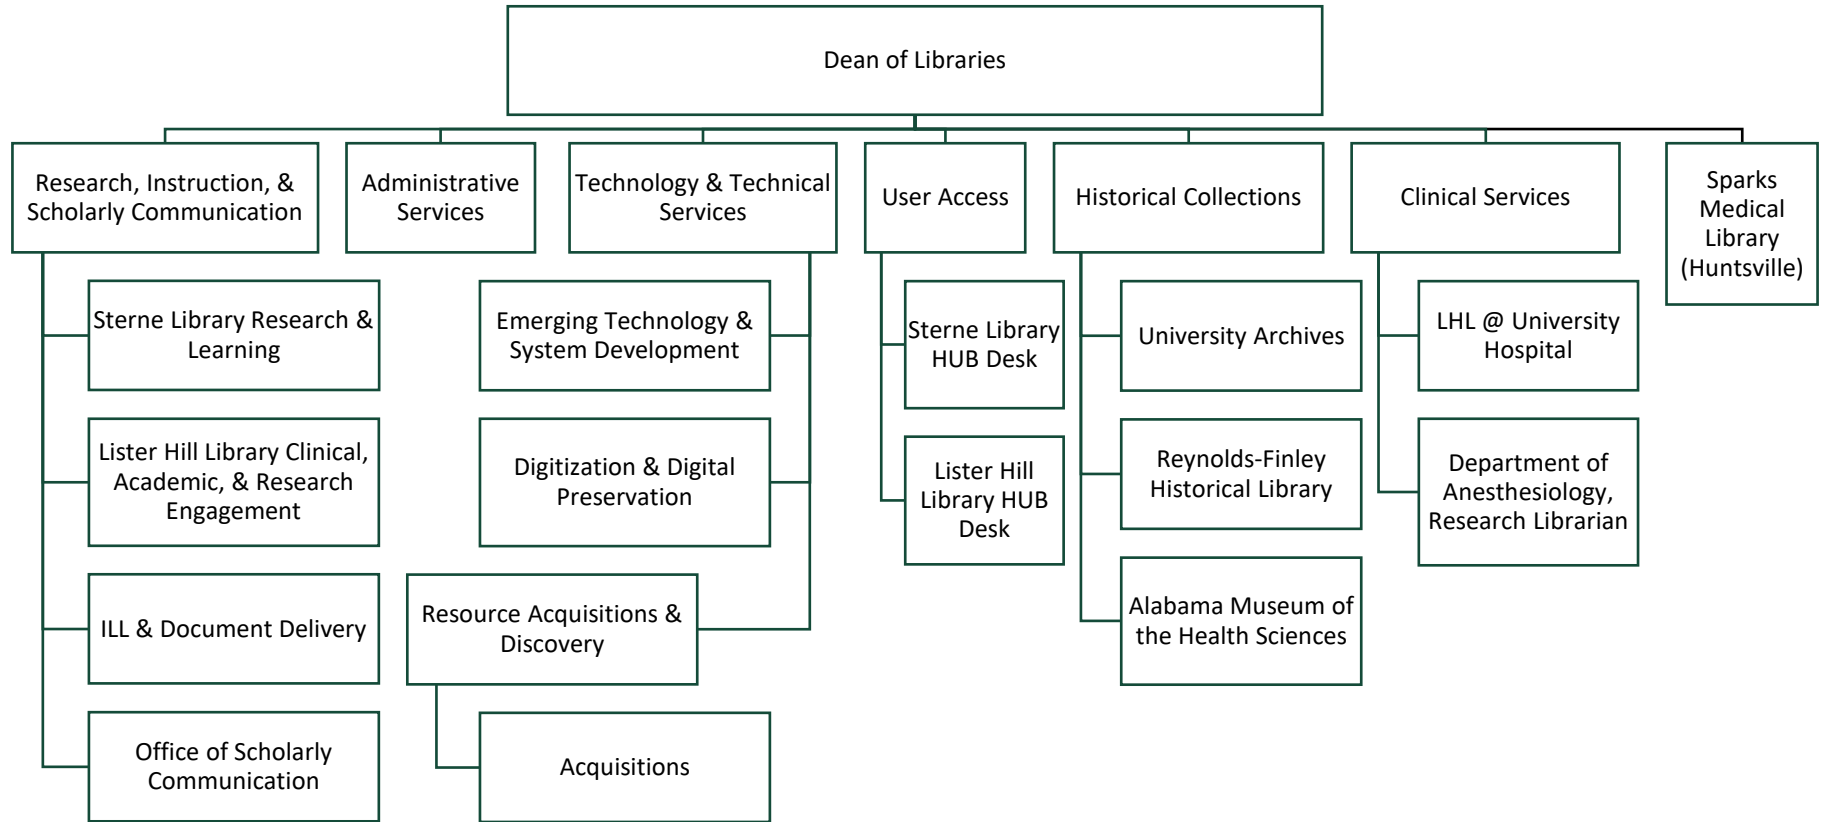 Dean of Libraries
Research, Instruction, &
Scholarly Communication
Administrative
Services
Technology & Technical
Services
User Access
Historical Collections
Clinical Services
Sparks
Medical
Library
(Huntsville)
Sterne Library Research &
Learning
Lister Hill Library Clinical,
Academic, & Research
Engagement
ILL & Document Delivery
Office of Scholarly
Communication
Emerging Technology &
System Development
Digitization & Digital
Preservation
Resource Acquisitions &
Discovery
Acquisitions
Sterne Library
HUB Desk
Lister Hill
Library HUB
Desk
University Archives
Reynolds-Finley
Historical Library
Alabama Museum of
the Health Sciences
LHL @ University
Hospital
Department of
Anesthesiology,
Research Librarian